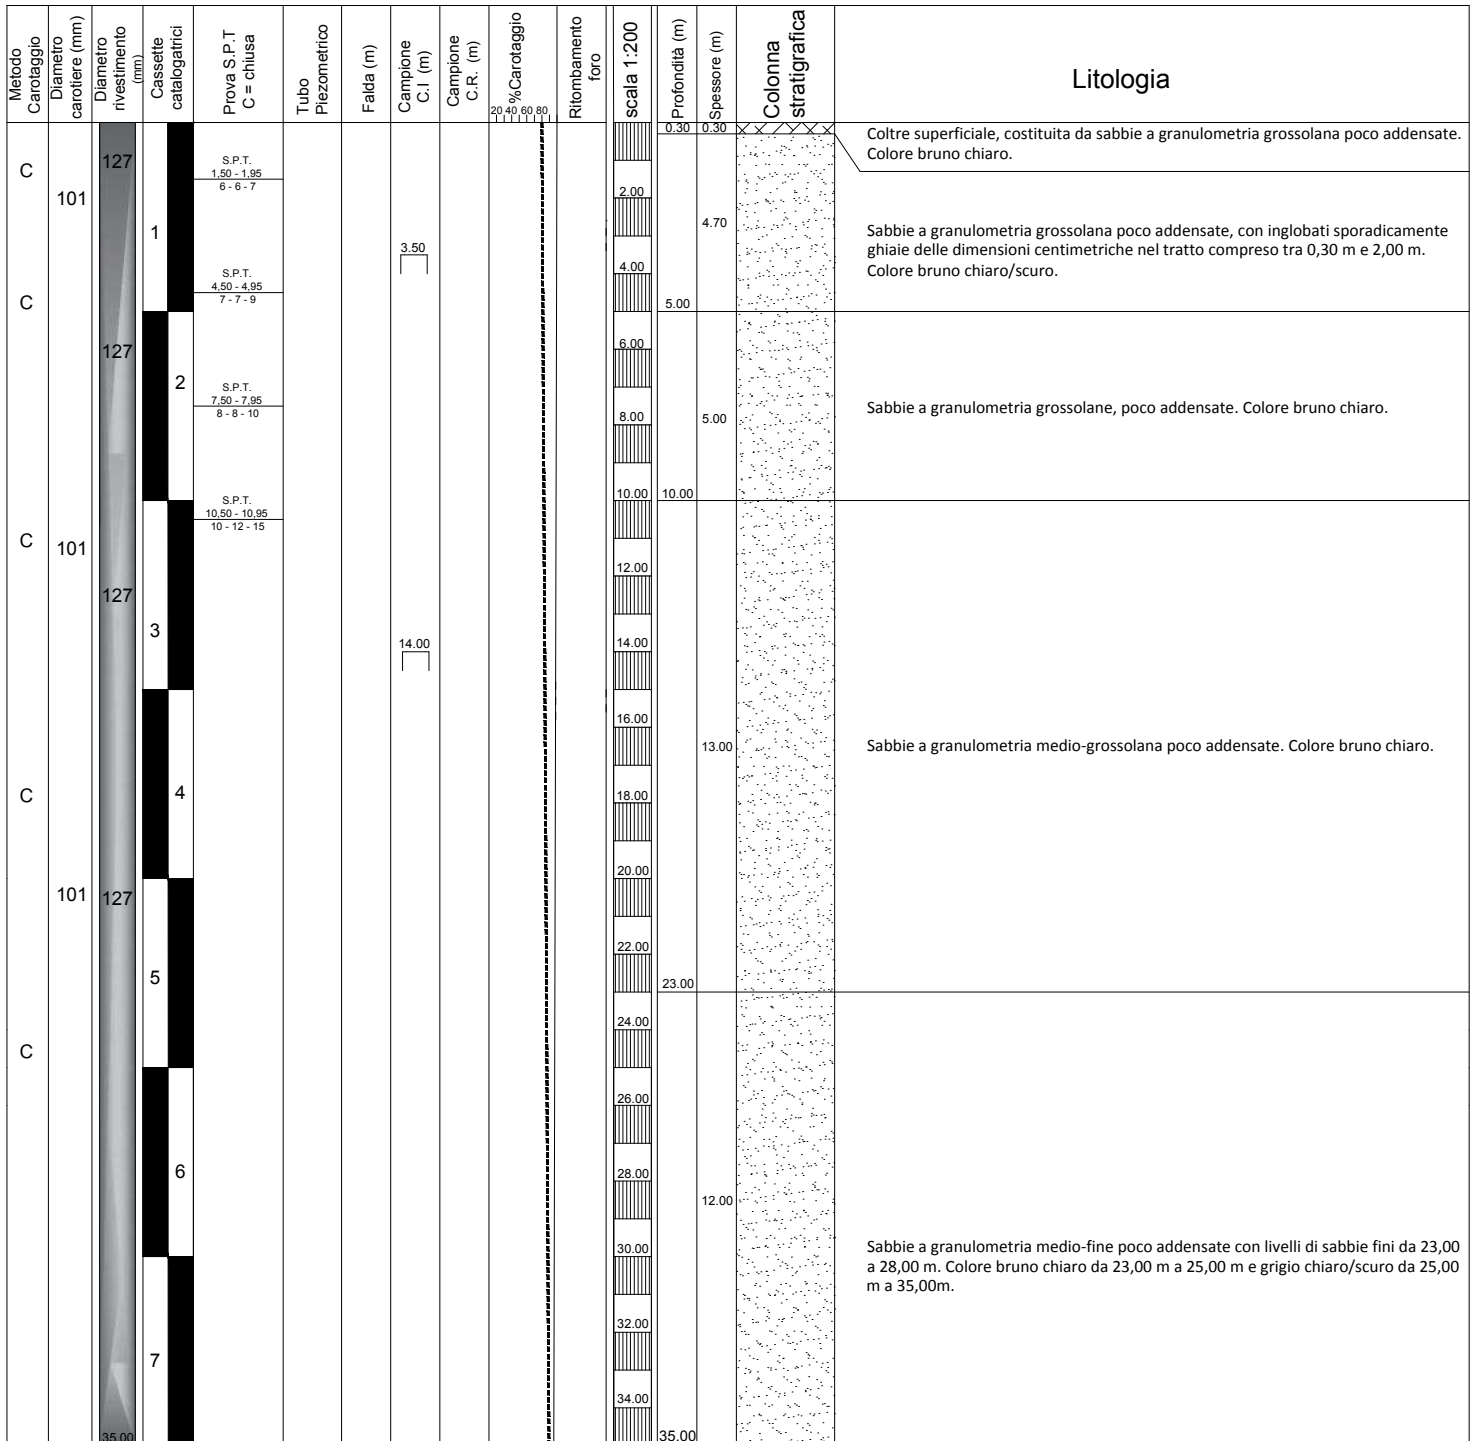 Metodo
Carotaggio
Diametro
carotiere (mm)
Diametro
rivestimento
(mm)
Cassette
catalogatrici
Prova S.P.T
C = chiusa
Tubo
Piezometrico
Falda (m)
Campione
C.I (m)
Campione
C.R. (m)
%Carotaggio
20 40 60 80
Ritombamento
foro
scala 1:200
Profondità (m)
Spessore (m)
Colonna
stratigrafica
Litologia
0.30 0.30
Coltre superficiale, costituita da sabbie a granulometria grossolana poco addensate.
Colore bruno chiaro.
127
C
S.P.T.
1,50 - 1,95
6 - 6 - 7
101
2.00
1
4.70
Sabbie a granulometria grossolana poco addensate, con inglobati sporadicamente
ghiaie delle dimensioni centimetriche nel tratto compreso tra 0,30 m e 2,00 m.
Colore bruno chiaro/scuro.
3.50
4.00
S.P.T.
4,50 - 4,95
7 - 7 - 9
C
5.00
6.00
127
2
S.P.T.
7,50 - 7,95
8 - 8 - 10
8.00
5.00
Sabbie a granulometria grossolane, poco addensate. Colore bruno chiaro.
10.00
10.00
S.P.T.
10,50 - 10,95
10 - 12 - 15
C
101
12.00
127
3
14.00
14.00
16.00
13.00
Sabbie a granulometria medio-grossolana poco addensate. Colore bruno chiaro.
C
4
18.00
20.00
101
127
22.00
5
23.00
24.00
C
26.00
6
28.00
12.00
30.00
Sabbie a granulometria medio-fine poco addensate con livelli di sabbie fini da 23,00
a 28,00 m. Colore bruno chiaro da 23,00 m a 25,00 m e grigio chiaro/scuro da 25,00
m a 35,00m.
32.00
7
34.00
35.00
35.00